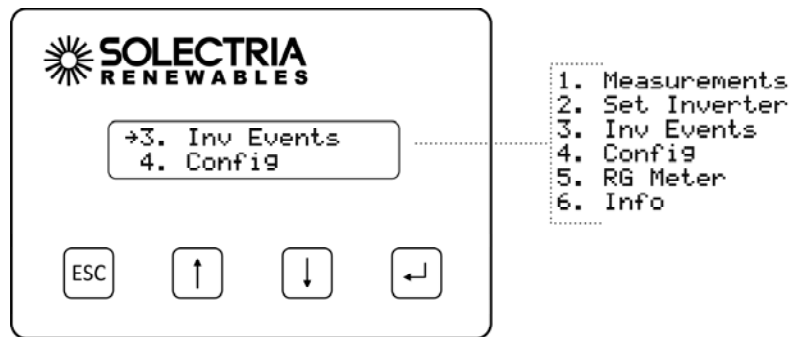 SOLECTRIA
RENEWABLES
→3. Inv Events
4. Config
ESC
↑
↓
↵
1. Measurements
2. Set Inverter
3. Inv Events
4. Config
5. RG Meter
6. Info